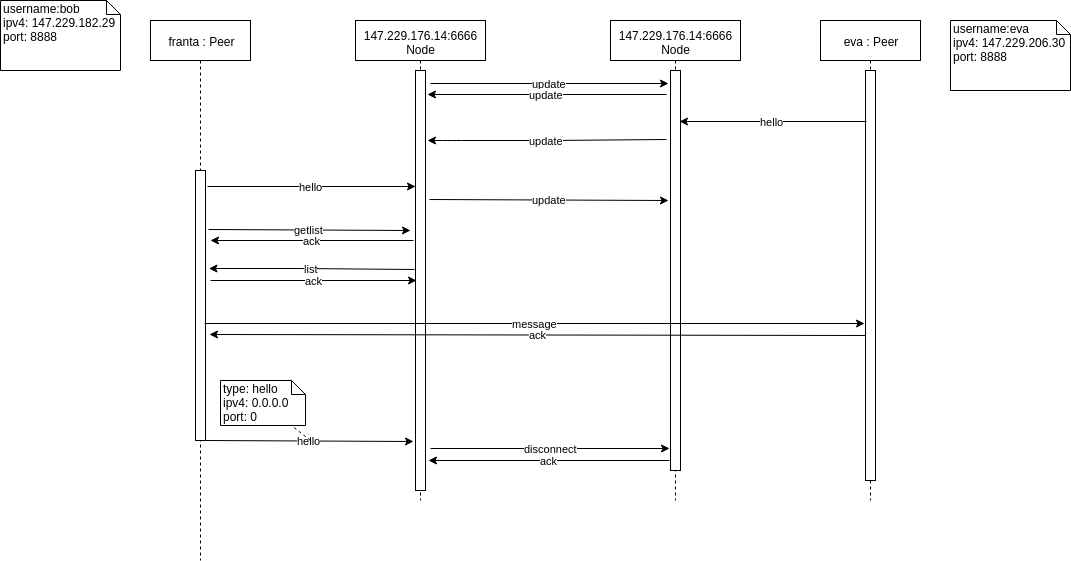 username:bob
ipv4: 147.229.182.29
port: 8888
franta : Peer
147.229.176.14:6666
Node
147.229.176.14:6666
Node
eva : Peer
username:eva
ipv4: 147.229.206.30
port: 8888
update
update
hello
update
hello
update
getlist
ack
list
ack
message
ack
type: hello
ipv4: 0.0.0.0
port: 0
hello
disconnect
ack